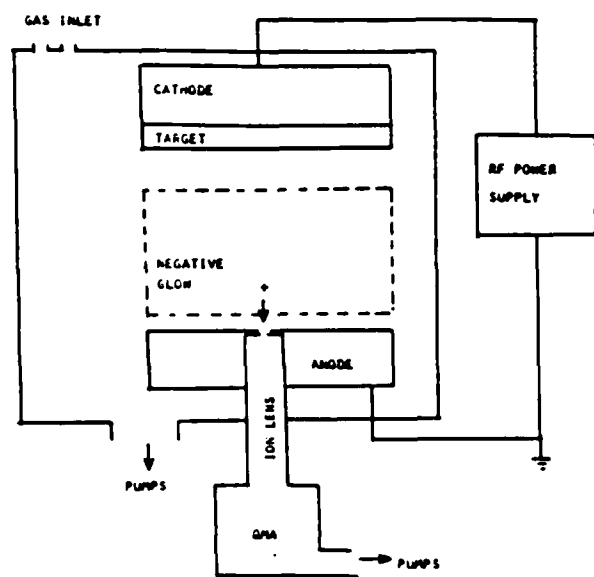 GAS INLET
CATHODE
TARGET
RF POWER
SUPPLY
NEGATIVE
GLOW
+
ANODE
ION LENS
PUMPS
QMA
PUMPS